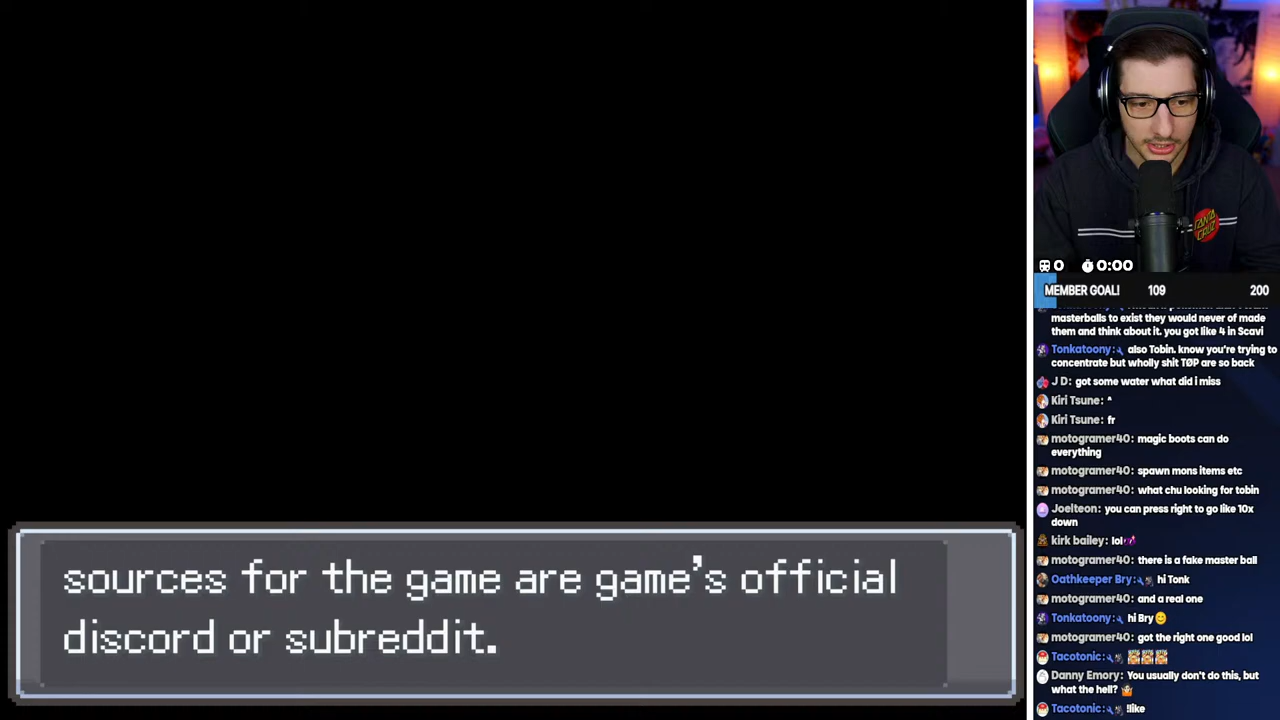 sources for the game are game's official
discord or subreddit.
SANTA
CRUZ
0
0:00
MEMBER GOAL! 109 200
masterballs to exist they would never of made
them and think about it. you got like 4 in Scavi
Tonkatoony: also Tobin. know you're trying to
concentrate but wholly shit TØP are so back
J D: got some water what did i miss
Kiri Tsune: ^
Kiri Tsune: fr
motogramer40: magic boots can do
everything
motogramer40: spawn mons items etc
motogramer40: what chu looking for tobin
Joelteon: you can press right to go like 10x
down
kirk bailey: lol
motogramer40: there is a fake master ball
Oathkeeper Bry: hi Tonk
motogramer40: and a real one
Tonkatoony: hi Bry😊
motogramer40: got the right one good lol
Tacotonic:
Danny Emory: You usually don't do this, but
what the hell? 🤷
Tacotonic: !like